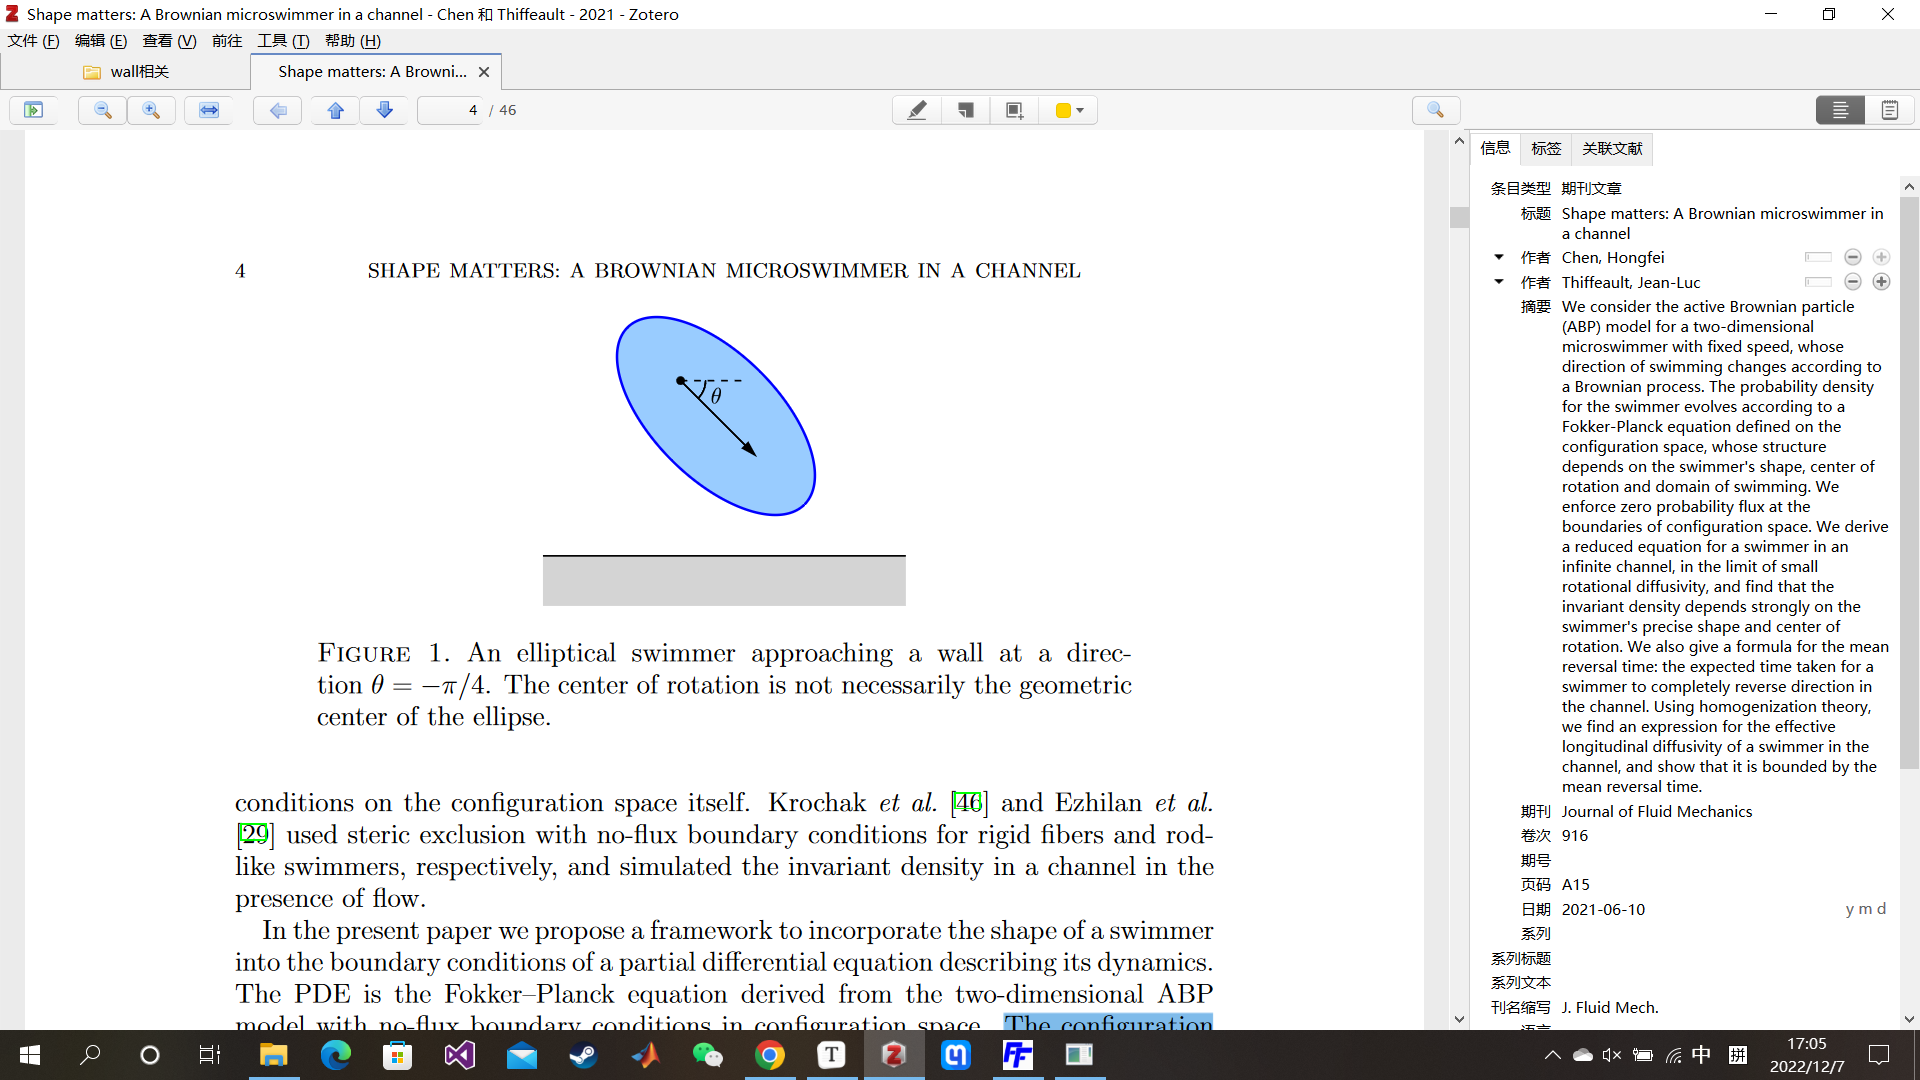 Shape matters: A Brownian microswimmer in a channel - Chen 和 Thiffeault - 2021 - Zotero
文件 (F) 编辑 (E) 查看 (V) 前往 工具 (T) 帮助 (H)
wall相关
Shape matters: A Browni...
4 / 46
4 SHAPE MATTERS: A BROWNIAN MICROSWIMMER IN A CHANNEL
θ
FIGURE 1. An elliptical swimmer approaching a wall at a direc-
tion θ = −π/4. The center of rotation is not necessarily the geometric
center of the ellipse.
conditions on the configuration space itself. Krochak et al. [46] and Ezhilan et al.
[29] used steric exclusion with no-flux boundary conditions for rigid fibers and rod-
like swimmers, respectively, and simulated the invariant density in a channel in the
presence of flow.
In the present paper we propose a framework to incorporate the shape of a swimmer
into the boundary conditions of a partial differential equation describing its dynamics.
The PDE is the Fokker–Planck equation derived from the two-dimensional ABP
model with no-flux boundary conditions in configuration space. The configuration
信息 标签 关联文献
条目类型 期刊文章
标题 Shape matters: A Brownian microswimmer in
a channel
作者 Chen, Hongfei
作者 Thiffeault, Jean-Luc
摘要 We consider the active Brownian particle
(ABP) model for a two-dimensional
microswimmer with fixed speed, whose
direction of swimming changes according to
a Brownian process. The probability density
for the swimmer evolves according to a
Fokker-Planck equation defined on the
configuration space, whose structure
depends on the swimmer's shape, center of
rotation and domain of swimming. We
enforce zero probability flux at the
boundaries of configuration space. We derive
a reduced equation for a swimmer in an
infinite channel, in the limit of small
rotational diffusivity, and find that the
invariant density depends strongly on the
swimmer's precise shape and center of
rotation. We also give a formula for the mean
reversal time: the expected time taken for a
swimmer to completely reverse direction in
the channel. Using homogenization theory,
we find an expression for the effective
longitudinal diffusivity of a swimmer in the
channel, and show that it is bounded by the
mean reversal time.
期刊 Journal of Fluid Mechanics
卷次 916
期号
页码 A15
日期 2021-06-10 y m d
系列
系列标题
系列文本
刊名缩写 J. Fluid Mech.
语言
中 拼
17:05
2022/12/7